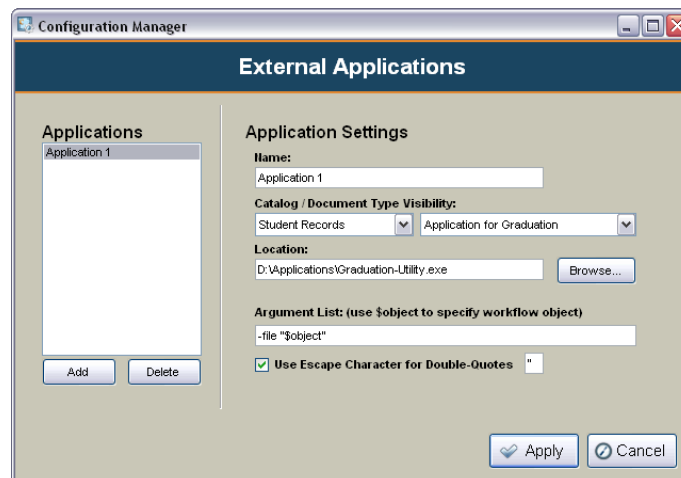 Configuration Manager
External Applications
Applications
Application 1
Add
Delete
Application Settings
Name:
Application 1
Catalog / Document Type Visibility:
Student Records
Application for Graduation
Location:
D:\Applications\Graduation-Utility.exe
Browse...
Argument List: (use $object to specify workflow object)
-file "$object"
Use Escape Character for Double-Quotes "
Apply
Cancel